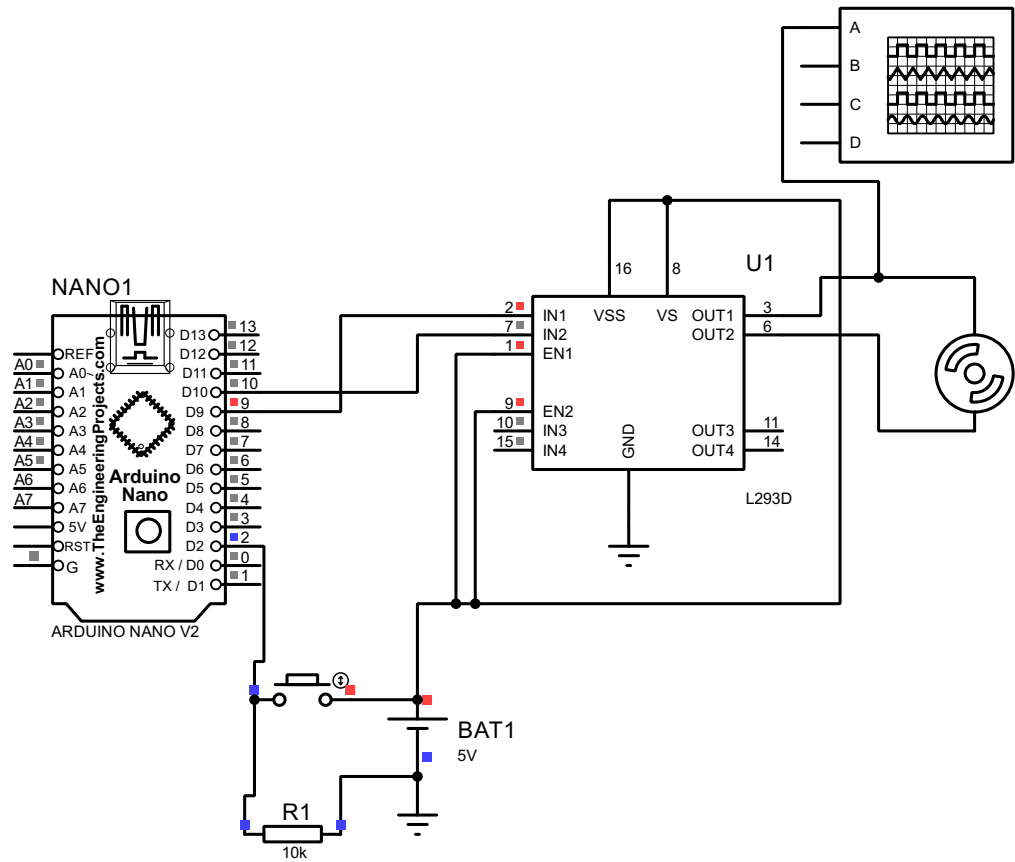 A
B
C
D
NANO1
U1
16
8
REF
A0
A0
A1
A1
A2
A2
A3
A3
A4
A4
A5
A5
A6
A6
A7
A7
5V
RST
G
www.TheEngineeringProjects.com
Arduino
Nano
D13 13
D12 12
D11 11
D10 10
D9 9
D8 8
D7 7
D6 6
D5 5
D4 4
D3 3
D2 2
RX / D0 0
TX / D1 1
ARDUINO NANO V2
2 IN1 VSS VS OUT1 3
7 IN2 OUT2 6
1 EN1
9 EN2
10 IN3 OUT3 11
15 IN4 OUT4 14
GND
L293D
BAT1
5V
R1
10k